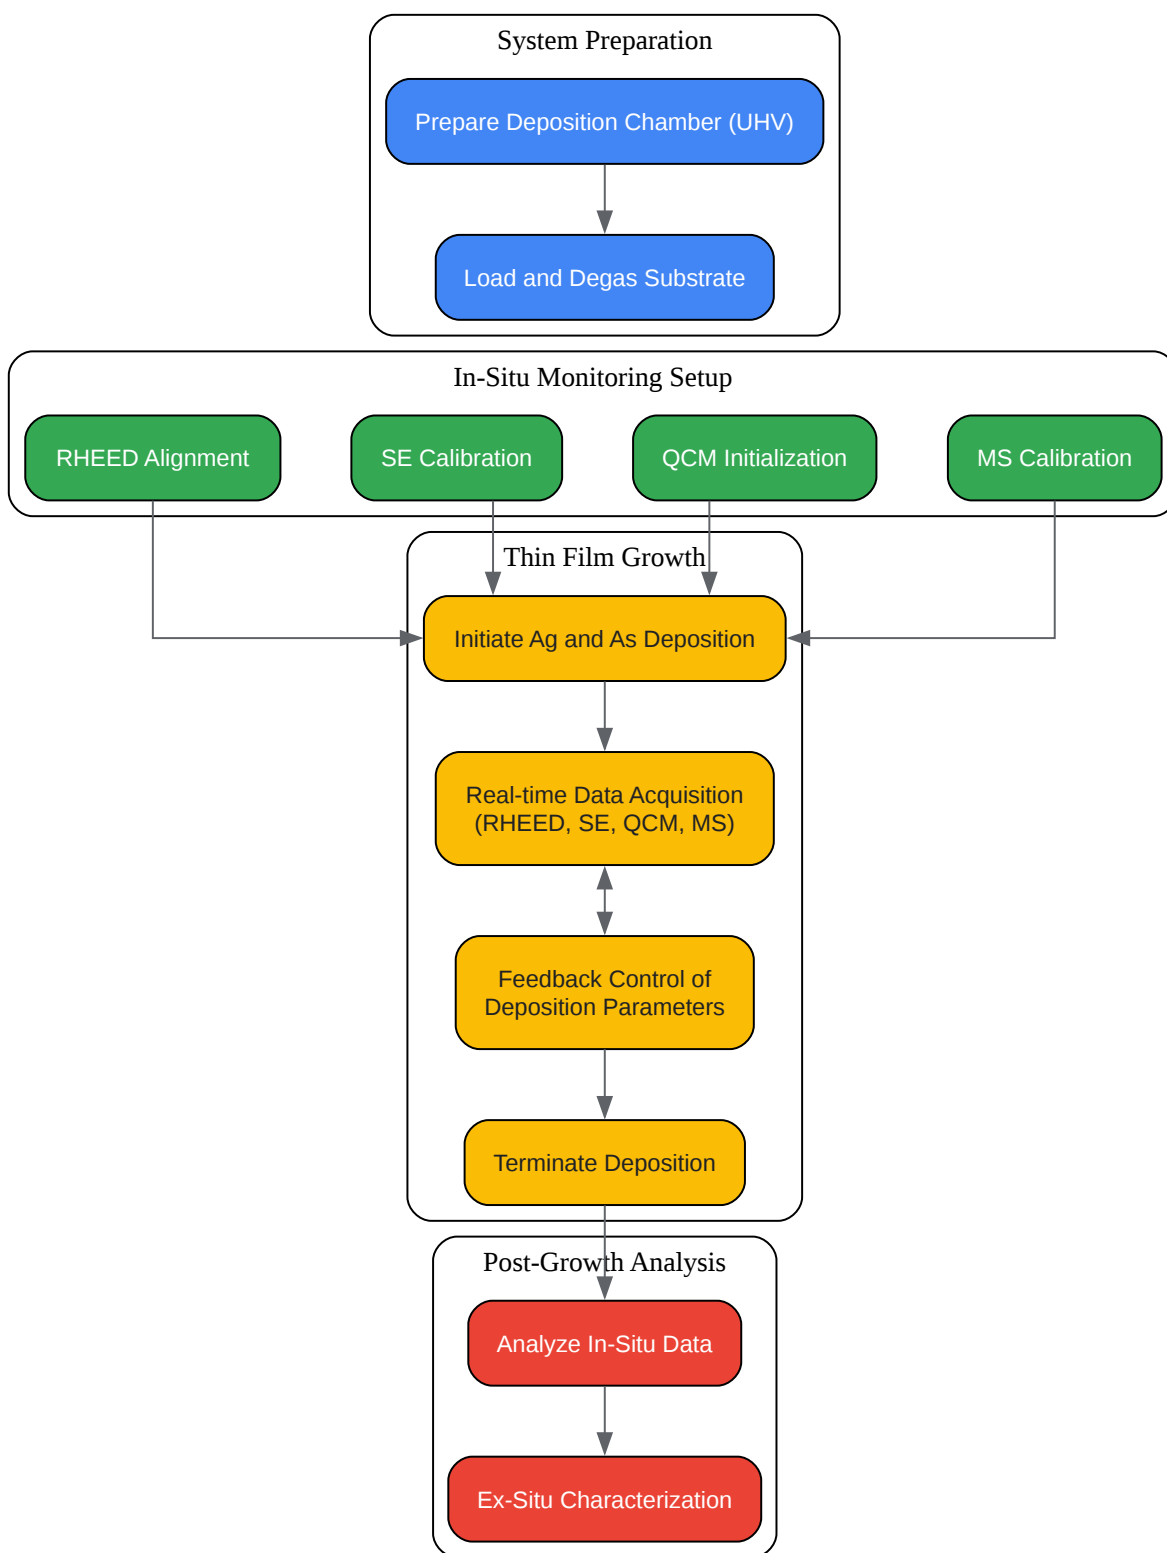 System Preparation
Prepare Deposition Chamber (UHV)
Load and Degas Substrate
In-Situ Monitoring Setup
RHEED Alignment
SE Calibration
QCM Initialization
MS Calibration
Thin Film Growth
Initiate Ag and As Deposition
Real-time Data Acquisition
(RHEED, SE, QCM, MS)
Feedback Control of
Deposition Parameters
Terminate Deposition
Post-Growth Analysis
Analyze In-Situ Data
Ex-Situ Characterization